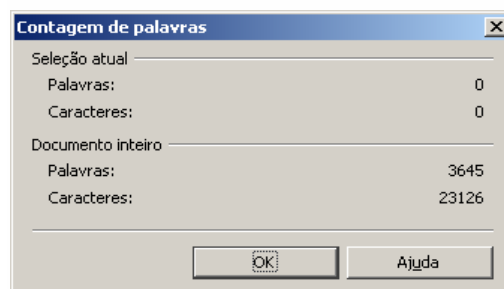 Contagem de palavras
Seleção atual
Palavras: 0
Caracteres: 0
Documento inteiro
Palavras: 3645
Caracteres: 23126
OK Ajuda